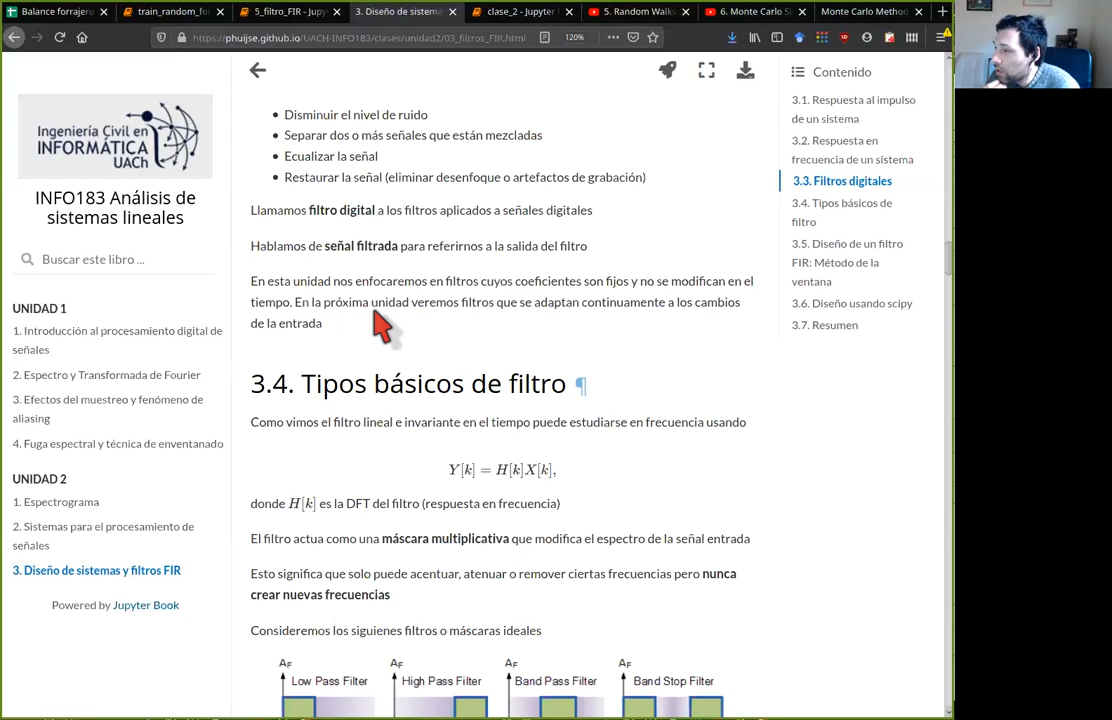 Balance forrajero
train_random_for
5_filtro_FIR - Jupy
3. Diseño de sistema
clase_2 - Jupyter
5. Random Walk
6. Monte Carlo Si
Monte Carlo Method
https://phuijse.github.io/UACH-INFO183/clases/unidad2/03_filtros_FIR.html
120%
Ingeniería Civil en
INFORMÁTICA
UACh
INFO183 Análisis de
sistemas lineales
Buscar este libro ...
UNIDAD 1
1. Introducción al procesamiento digital de
señales
2. Espectro y Transformada de Fourier
3. Efectos del muestreo y fenómeno de
aliasing
4. Fuga espectral y técnica de enventanado
UNIDAD 2
1. Espectrograma
2. Sistemas para el procesamiento de
señales
3. Diseño de sistemas y filtros FIR
Powered by Jupyter Book
• Disminuir el nivel de ruido
• Separar dos o más señales que están mezcladas
• Ecualizar la señal
• Restaurar la señal (eliminar desenfoque o artefactos de grabación)
Llamamos filtro digital a los filtros aplicados a señales digitales
Hablamos de señal filtrada para referirnos a la salida del filtro
En esta unidad nos enfocaremos en filtros cuyos coeficientes son fijos y no se modifican en el
tiempo. En la próxima unidad veremos filtros que se adaptan continuamente a los cambios
de la entrada
3.4. Tipos básicos de filtro ¶
Como vimos el filtro lineal e invariante en el tiempo puede estudiarse en frecuencia usando
Y[k] = H[k]X[k],
donde H[k] es la DFT del filtro (respuesta en frecuencia)
El filtro actua como una máscara multiplicativa que modifica el espectro de la señal entrada
Esto significa que solo puede acentuar, atenuar o remover ciertas frecuencias pero nunca
crear nuevas frecuencias
Consideremos los siguienes filtros o máscaras ideales
AF AF AF AF
Low Pass Filter High Pass Filter Band Pass Filter Band Stop Filter
Contenido
3.1. Respuesta al impulso
de un sistema
3.2. Respuesta en
frecuencia de un sistema
3.3. Filtros digitales
3.4. Tipos básicos de
filtro
3.5. Diseño de un filtro
FIR: Método de la
ventana
3.6. Diseño usando scipy
3.7. Resumen